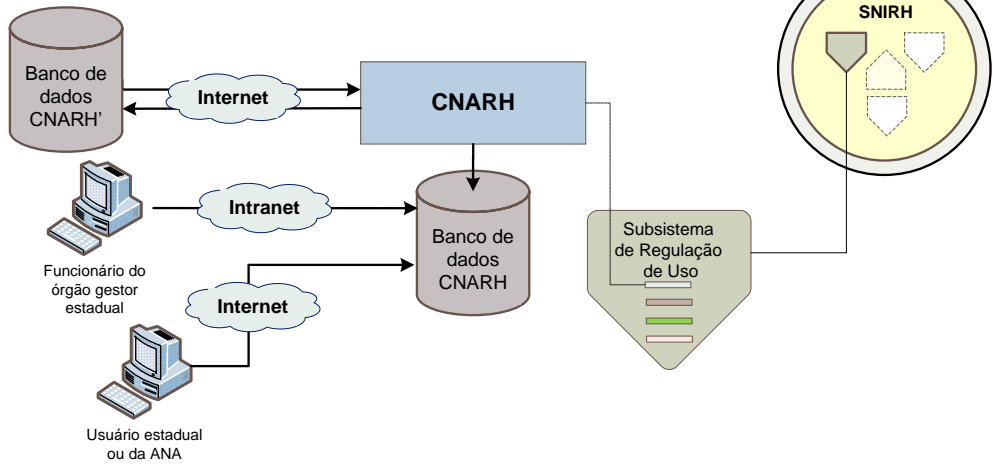 SNIRH
Banco de
dados
CNARH'
Internet
CNARH
Intranet
Banco de
dados
CNARH
Subsistema
de Regulação
de Uso
Funcionário do
órgão gestor
estadual
Internet
Usuário estadual
ou da ANA